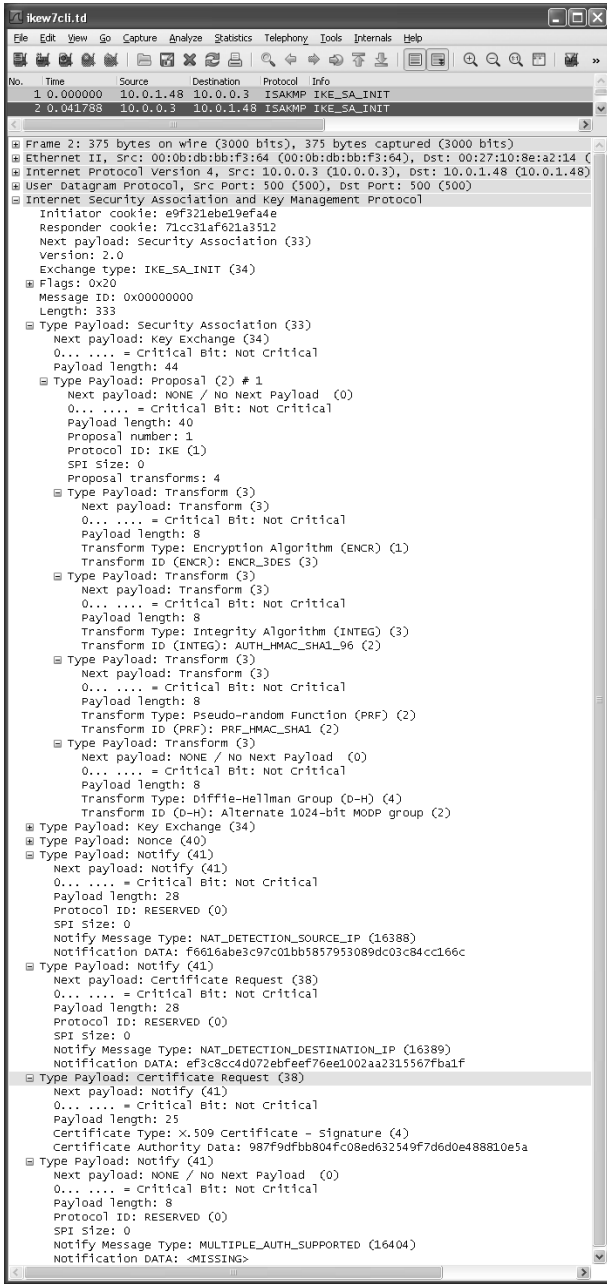 ikew7cli.td
File Edit View Go Capture Analyze Statistics Telephony Tools Internals Help
No. Time Source Destination Protocol Info
1 0.000000 10.0.1.48 10.0.0.3 ISAKMP IKE_SA_INIT
2 0.041788 10.0.0.3 10.0.1.48 ISAKMP IKE_SA_INIT
Frame 2: 375 bytes on wire (3000 bits), 375 bytes captured (3000 bits)
Ethernet II, Src: 00:0b:db:bb:f3:64 (00:0b:db:bb:f3:64), Dst: 00:27:10:8e:a2:14 (
Internet Protocol Version 4, Src: 10.0.0.3 (10.0.0.3), Dst: 10.0.1.48 (10.0.1.48)
User Datagram Protocol, Src Port: 500 (500), Dst Port: 500 (500)
Internet Security Association and Key Management Protocol
Initiator cookie: e9f321ebe19efa4e
Responder cookie: 71cc31af621a3512
Next payload: Security Association (33)
Version: 2.0
Exchange type: IKE_SA_INIT (34)
Flags: 0x20
Message ID: 0x00000000
Length: 333
Type Payload: Security Association (33)
Next payload: Key Exchange (34)
0... .... = Critical Bit: Not Critical
Payload length: 44
Type Payload: Proposal (2) # 1
Next payload: NONE / No Next Payload (0)
0... .... = Critical Bit: Not Critical
Payload length: 40
Proposal number: 1
Protocol ID: IKE (1)
SPI Size: 0
Proposal transforms: 4
Type Payload: Transform (3)
Next payload: Transform (3)
0... .... = Critical Bit: Not Critical
Payload length: 8
Transform Type: Encryption Algorithm (ENCR) (1)
Transform ID (ENCR): ENCR_3DES (3)
Type Payload: Transform (3)
Next payload: Transform (3)
0... .... = Critical Bit: Not Critical
Payload length: 8
Transform Type: Integrity Algorithm (INTEG) (3)
Transform ID (INTEG): AUTH_HMAC_SHA1_96 (2)
Type Payload: Transform (3)
Next payload: Transform (3)
0... .... = Critical Bit: Not Critical
Payload length: 8
Transform Type: Pseudo-random Function (PRF) (2)
Transform ID (PRF): PRF_HMAC_SHA1 (2)
Type Payload: Transform (3)
Next payload: NONE / No Next Payload (0)
0... .... = Critical Bit: Not Critical
Payload length: 8
Transform Type: Diffie-Hellman Group (D-H) (4)
Transform ID (D-H): Alternate 1024-bit MODP group (2)
Type Payload: Key Exchange (34)
Type Payload: Nonce (40)
Type Payload: Notify (41)
Next payload: Notify (41)
0... .... = Critical Bit: Not Critical
Payload length: 28
Protocol ID: RESERVED (0)
SPI Size: 0
Notify Message Type: NAT_DETECTION_SOURCE_IP (16388)
Notification DATA: f6616abe3c97c01bb5857953089dc03c84cc166c
Type Payload: Notify (41)
Next payload: Certificate Request (38)
0... .... = Critical Bit: Not Critical
Payload length: 28
Protocol ID: RESERVED (0)
SPI Size: 0
Notify Message Type: NAT_DETECTION_DESTINATION_IP (16389)
Notification DATA: ef3c8cc4d072ebfeef76ee1002aa2315567fba1f
Type Payload: Certificate Request (38)
Next payload: Notify (41)
0... .... = Critical Bit: Not Critical
Payload length: 25
Certificate Type: X.509 Certificate - Signature (4)
Certificate Authority Data: 987f9dfbb804fc08ed632549f7d6d0e488810e5a
Type Payload: Notify (41)
Next payload: NONE / No Next Payload (0)
0... .... = Critical Bit: Not Critical
Payload length: 8
Protocol ID: RESERVED (0)
SPI Size: 0
Notify Message Type: MULTIPLE_AUTH_SUPPORTED (16404)
Notification DATA: <MISSING>